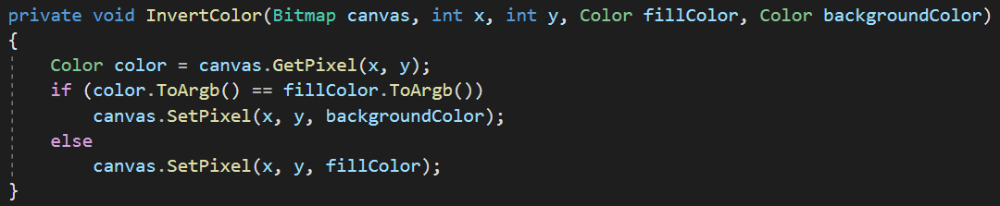 private void InvertColor(Bitmap canvas, int x, int y, Color fillColor, Color backgroundColor)
{
    Color color = canvas.GetPixel(x, y);
    if (color.ToArgb() == fillColor.ToArgb())
        canvas.SetPixel(x, y, backgroundColor);
    else
        canvas.SetPixel(x, y, fillColor);
}